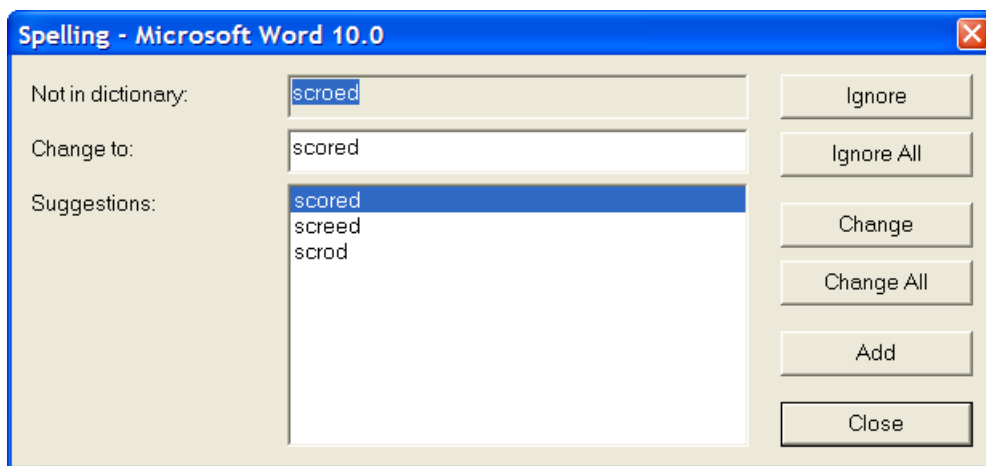 Spelling - Microsoft Word 10.0
Not in dictionary:
scroed
Ignore
Change to:
scored
Ignore All
Suggestions:
scored
screed
scrod
Change
Change All
Add
Close